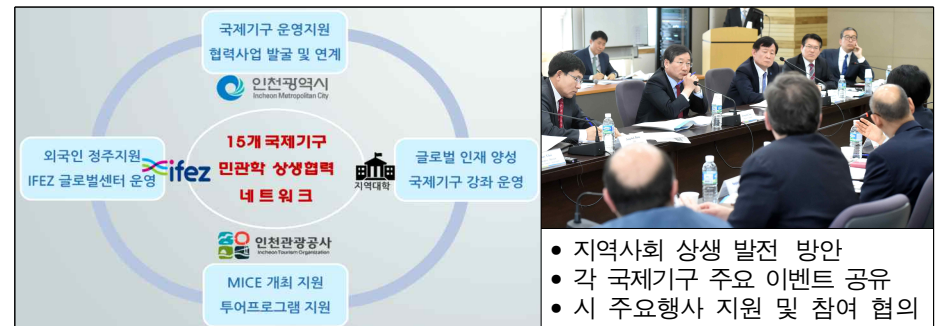 국제기구 운영지원
협력사업 발굴 및 연계
인천광역시
Incheon Metropolitan City
외국인 정주지원
IFEZ 글로벌센터 운영
ifez
15개 국제기구
민관학 상생협력
네트워크
지역대학
글로벌 인재 양성
국제기구 강좌 운영
인천관광공사
Incheon Tourism Organization
MICE 개최 지원
투어프로그램 지원
• 지역사회 상생 발전 방안
• 각 국제기구 주요 이벤트 공유
• 시 주요행사 지원 및 참여 협의